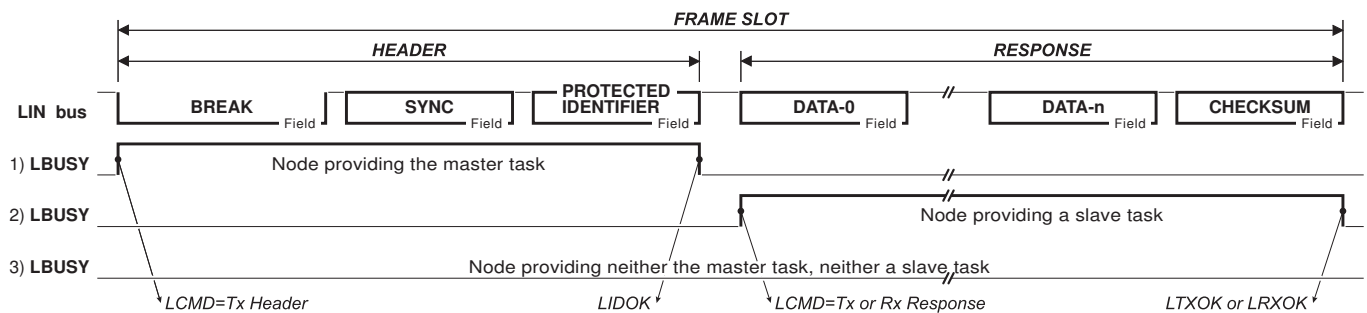 FRAME SLOT
HEADER RESPONSE
LIN bus BREAK Field SYNC Field PROTECTED IDENTIFIER Field DATA-0 Field DATA-n Field CHECKSUM Field
1) LBUSY Node providing the master task
2) LBUSY Node providing a slave task
3) LBUSY Node providing neither the master task, neither a slave task
LCMD=Tx Header LIDOK LCMD=Tx or Rx Response LTXOK or LRXOK